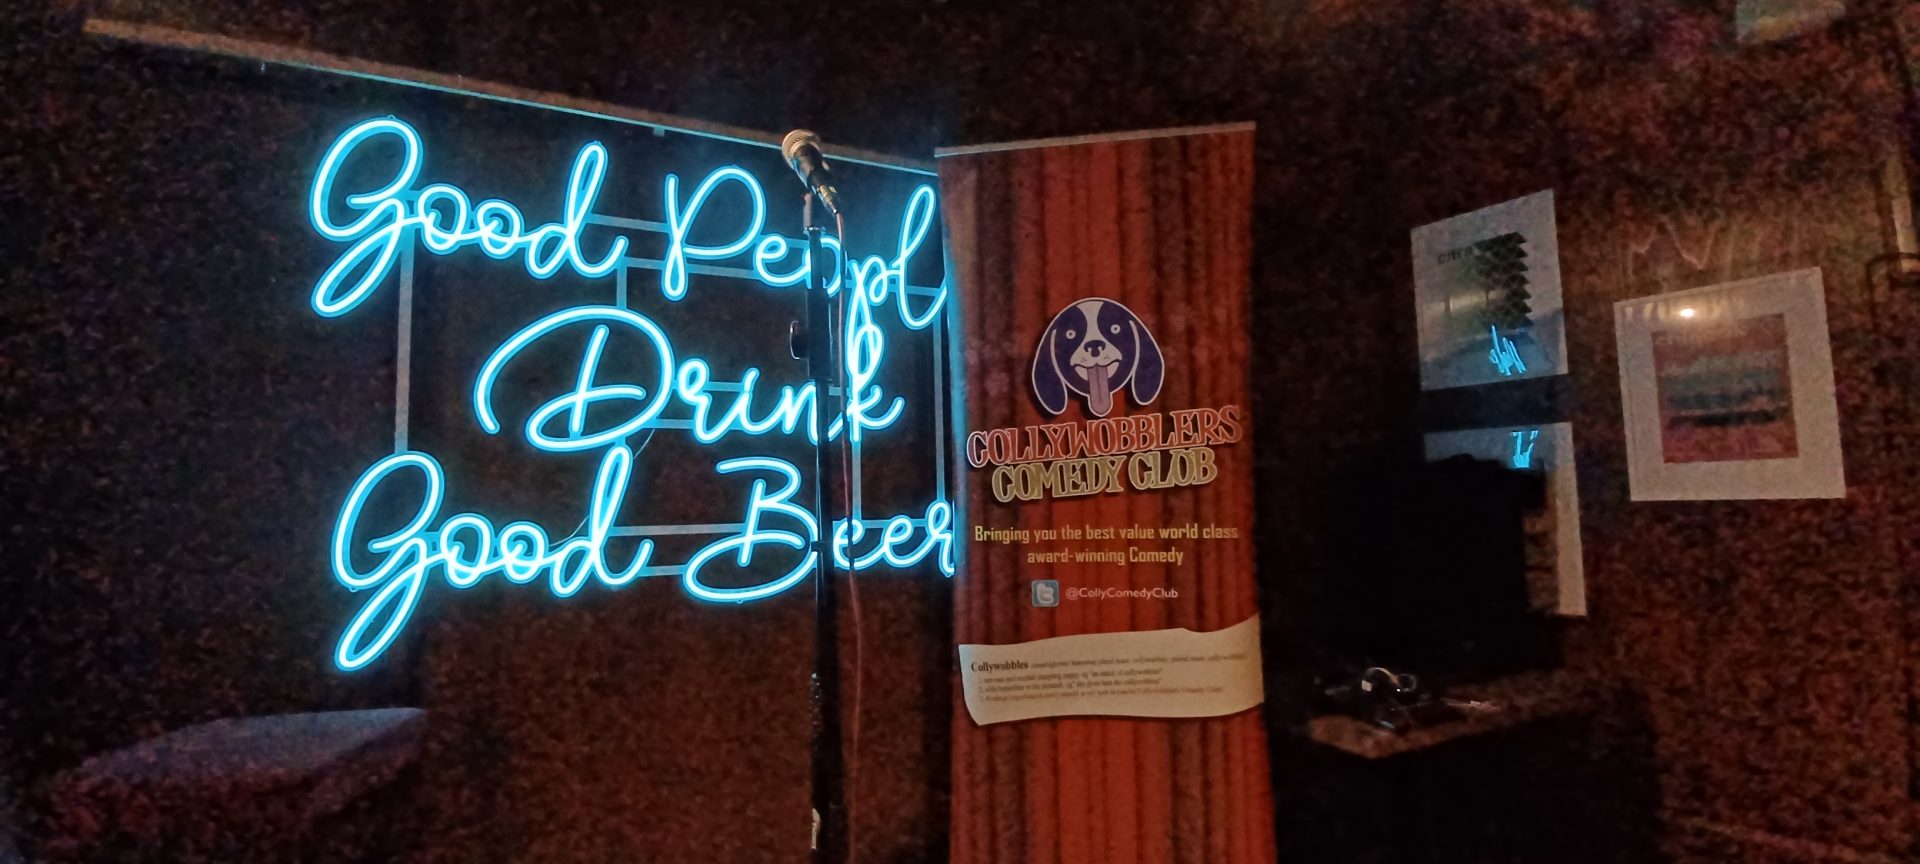 Good Peopl
Drink
Good Beer
COLLYWOBBLERS
COMEDY CLOB
Bringing you the best value world class
award-winning Comedy
@CollyComedyClub
Collywobbles